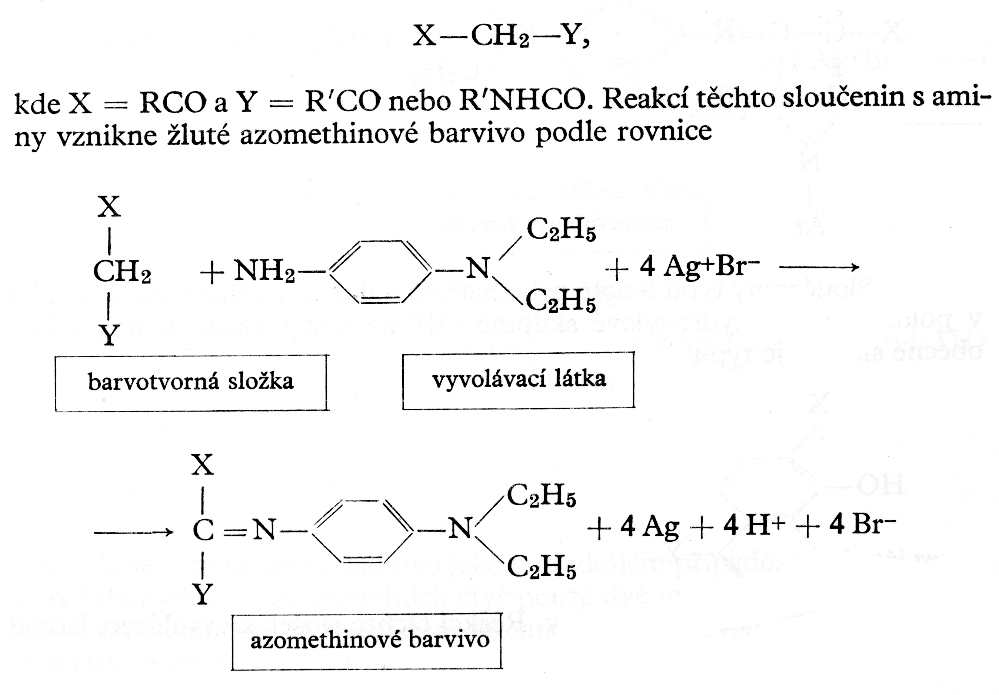 X—CH₂—Y,
kde X = RCO a Y = R′CO nebo R′NHCO. Reakcí těchto sloučenin s ami-
ny vznikne žluté azomethinové barvivo podle rovnice
X
C₂H₅
CH₂ + NH₂— —N + 4 Ag⁺Br⁻ ⟶
C₂H₅
Y
barvotvorná složka vyvolávací látka
X
C₂H₅
⟶ C=N— —N + 4 Ag + 4 H⁺ + 4 Br⁻
C₂H₅
Y
azomethinové barvivo